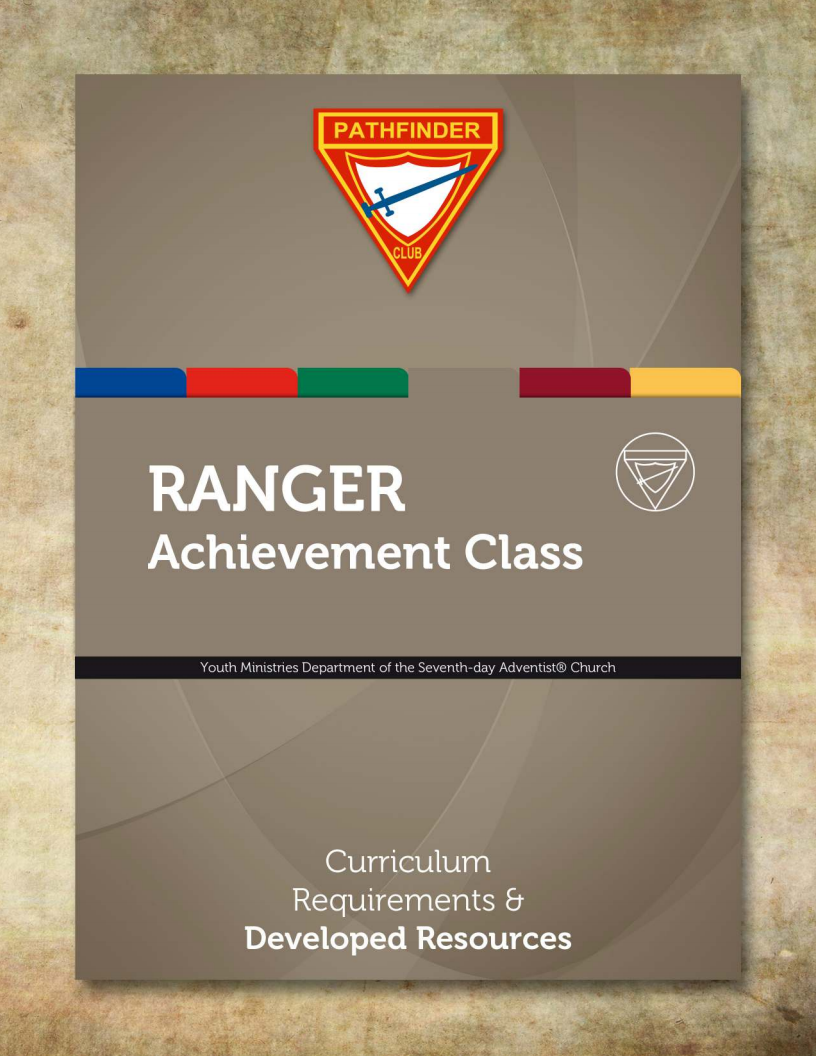 PATHFINDER
CLUB
RANGER
Achievement Class
Youth Ministries Department of the Seventh-day Adventist® Church
Curriculum
Requirements &
Developed Resources